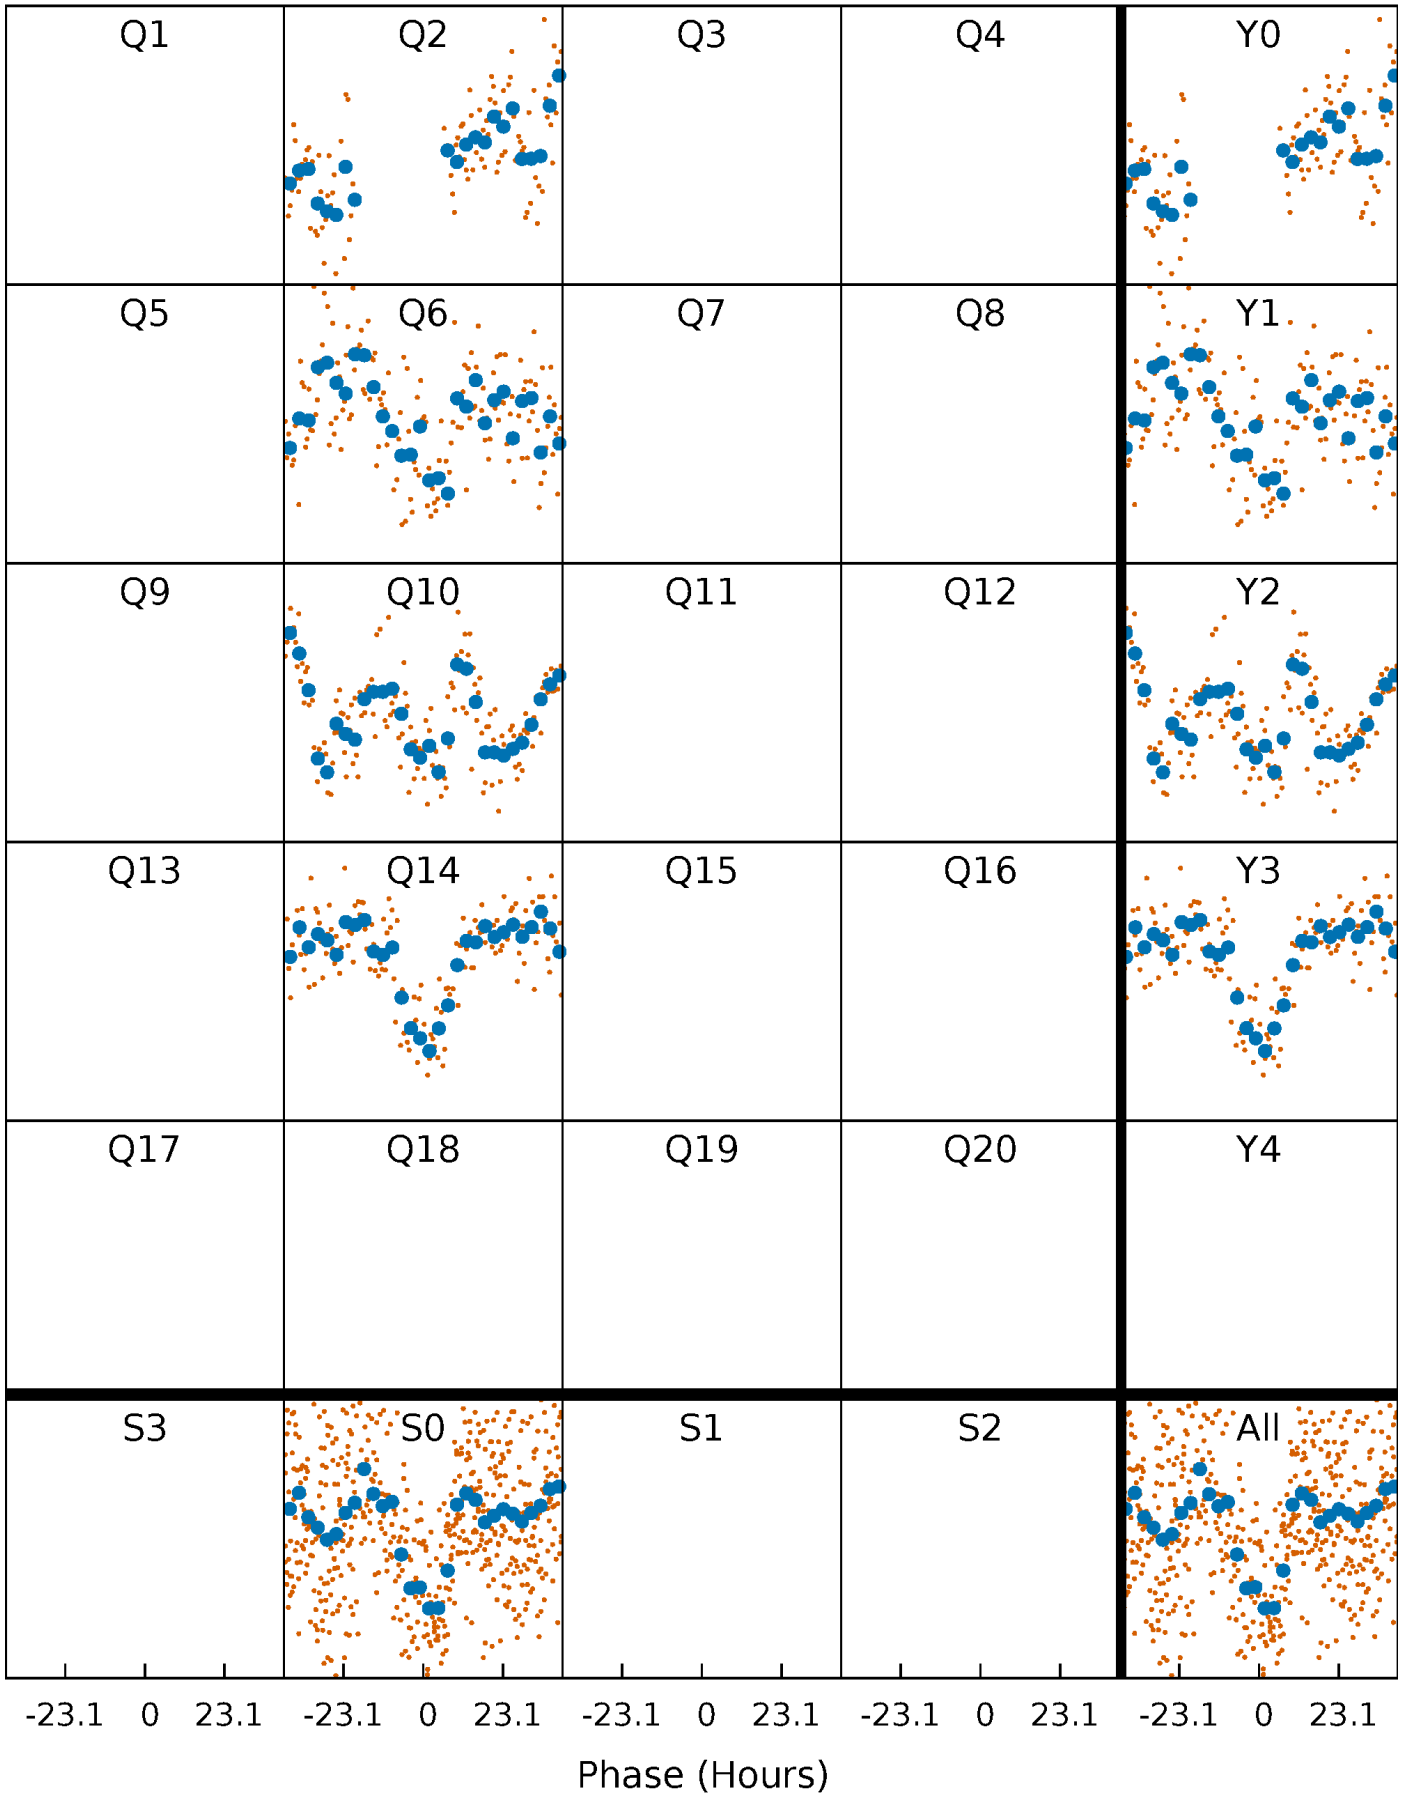 Q1 Q2 Q3 Q4 Y0
Q5 Q6 Q7 Q8 Y1
Q9 Q10 Q11 Q12 Y2
Q13 Q14 Q15 Q16 Y3
Q17 Q18 Q19 Q20 Y4
S3 S0 S1 S2 All
-23.1 0 23.1 -23.1 0 23.1 -23.1 0 23.1 -23.1 0 23.1 -23.1 0 23.1
Phase (Hours)